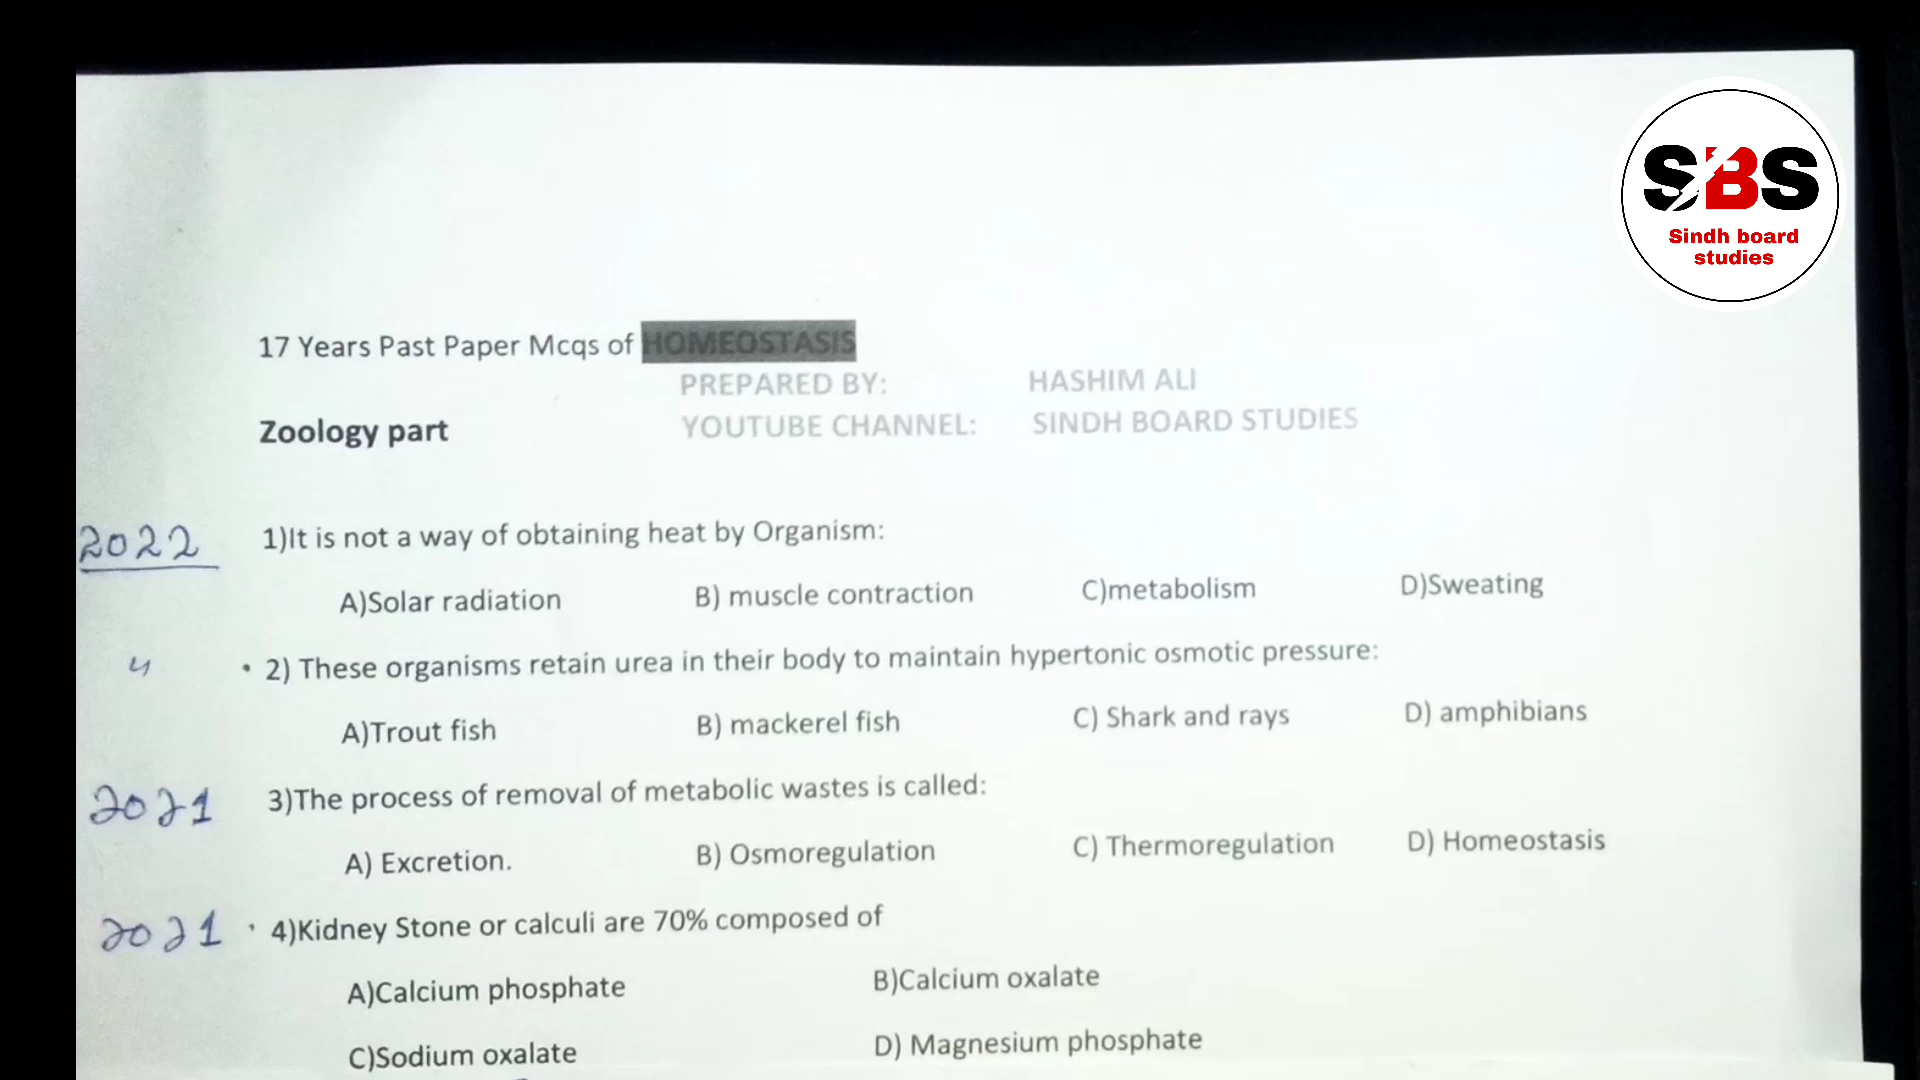 SBS
Sindh board
studies
17 Years Past Paper Mcqs of HOMEOSTASIS
PREPARED BY: HASHIM ALI
Zoology part
YOUTUBE CHANNEL: SINDH BOARD STUDIES
2022 1)It is not a way of obtaining heat by Organism:
A)Solar radiation B) muscle contraction C)metabolism D)Sweating
• 2) These organisms retain urea in their body to maintain hypertonic osmotic pressure:
A)Trout fish B) mackerel fish C) Shark and rays D) amphibians
2021 3)The process of removal of metabolic wastes is called:
A) Excretion. B) Osmoregulation C) Thermoregulation D) Homeostasis
2021 4)Kidney Stone or calculi are 70% composed of
A)Calcium phosphate B)Calcium oxalate
C)Sodium oxalate D) Magnesium phosphate